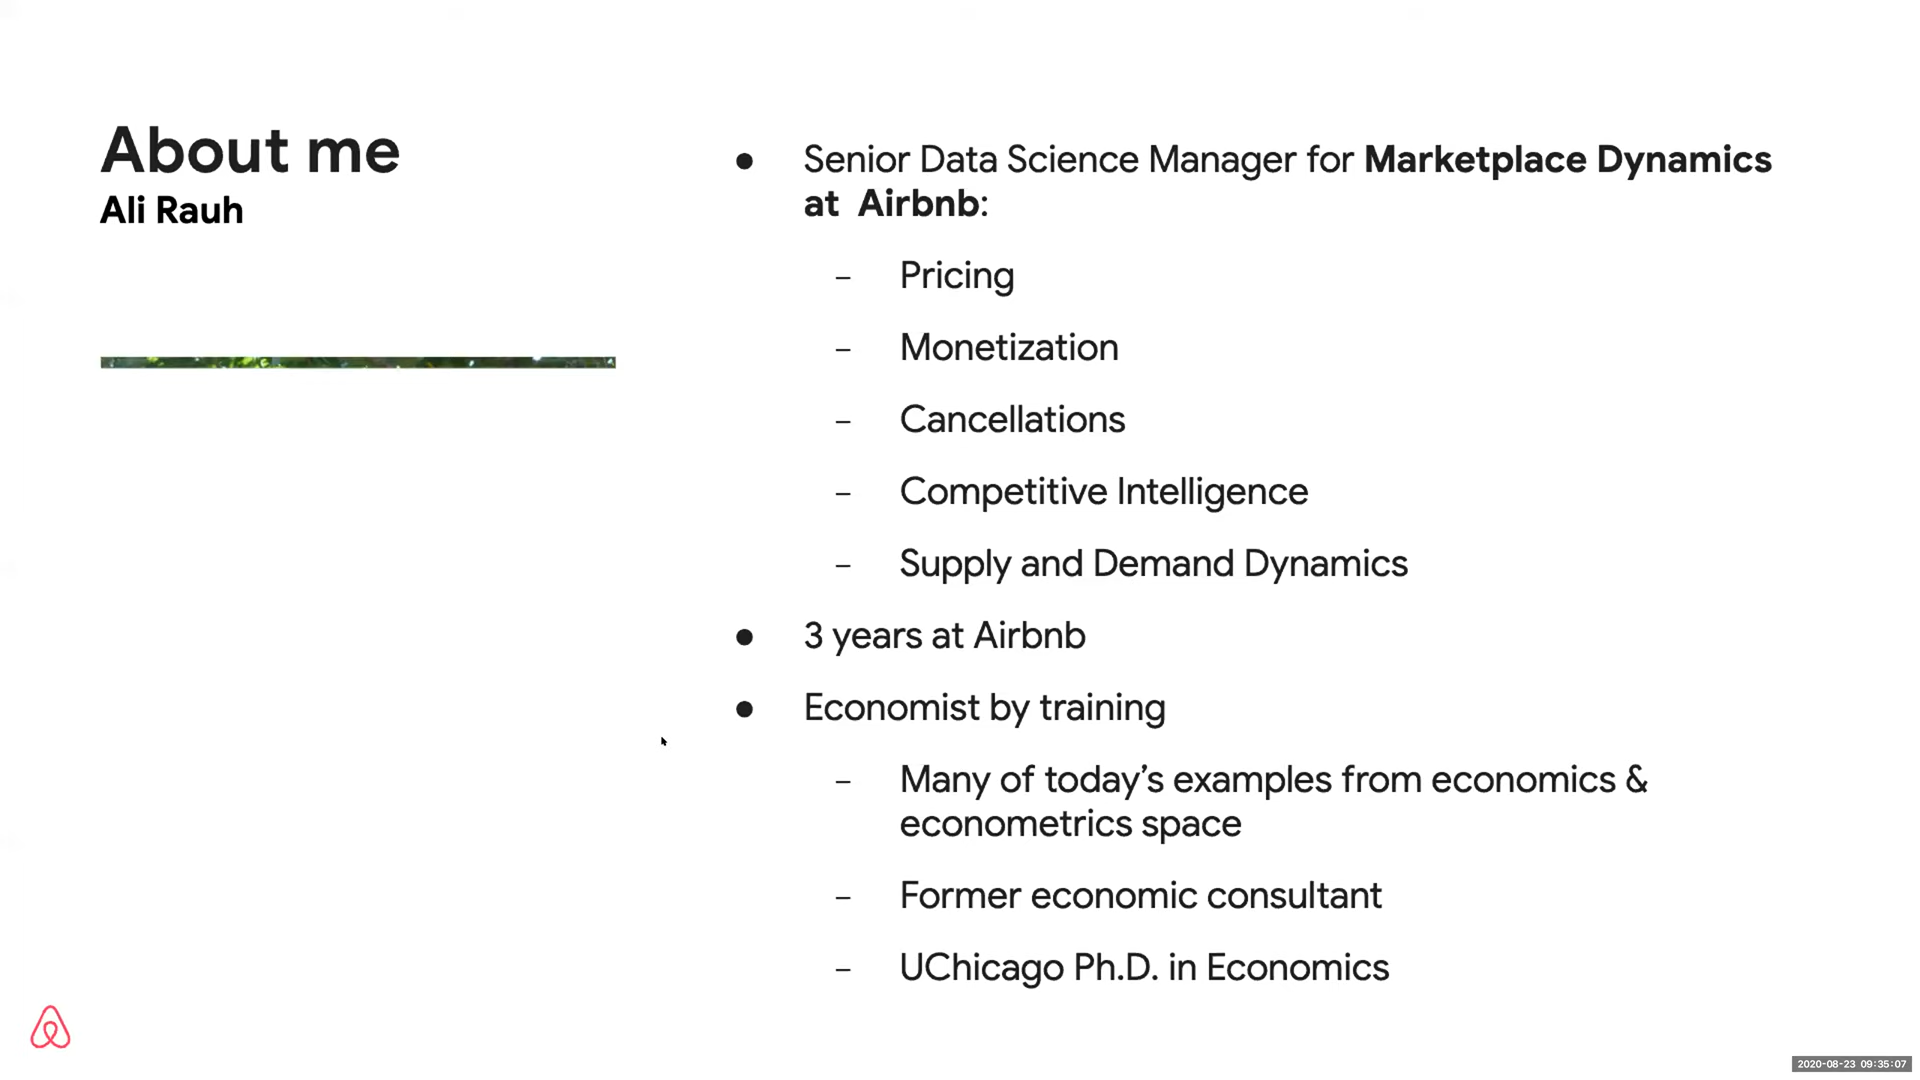 About me
Ali Rauh
● Senior Data Science Manager for Marketplace Dynamics
at Airbnb:
– Pricing
– Monetization
– Cancellations
– Competitive Intelligence
– Supply and Demand Dynamics
● 3 years at Airbnb
● Economist by training
– Many of today’s examples from economics &
econometrics space
– Former economic consultant
– UChicago Ph.D. in Economics
2020-08-23 09:35:07